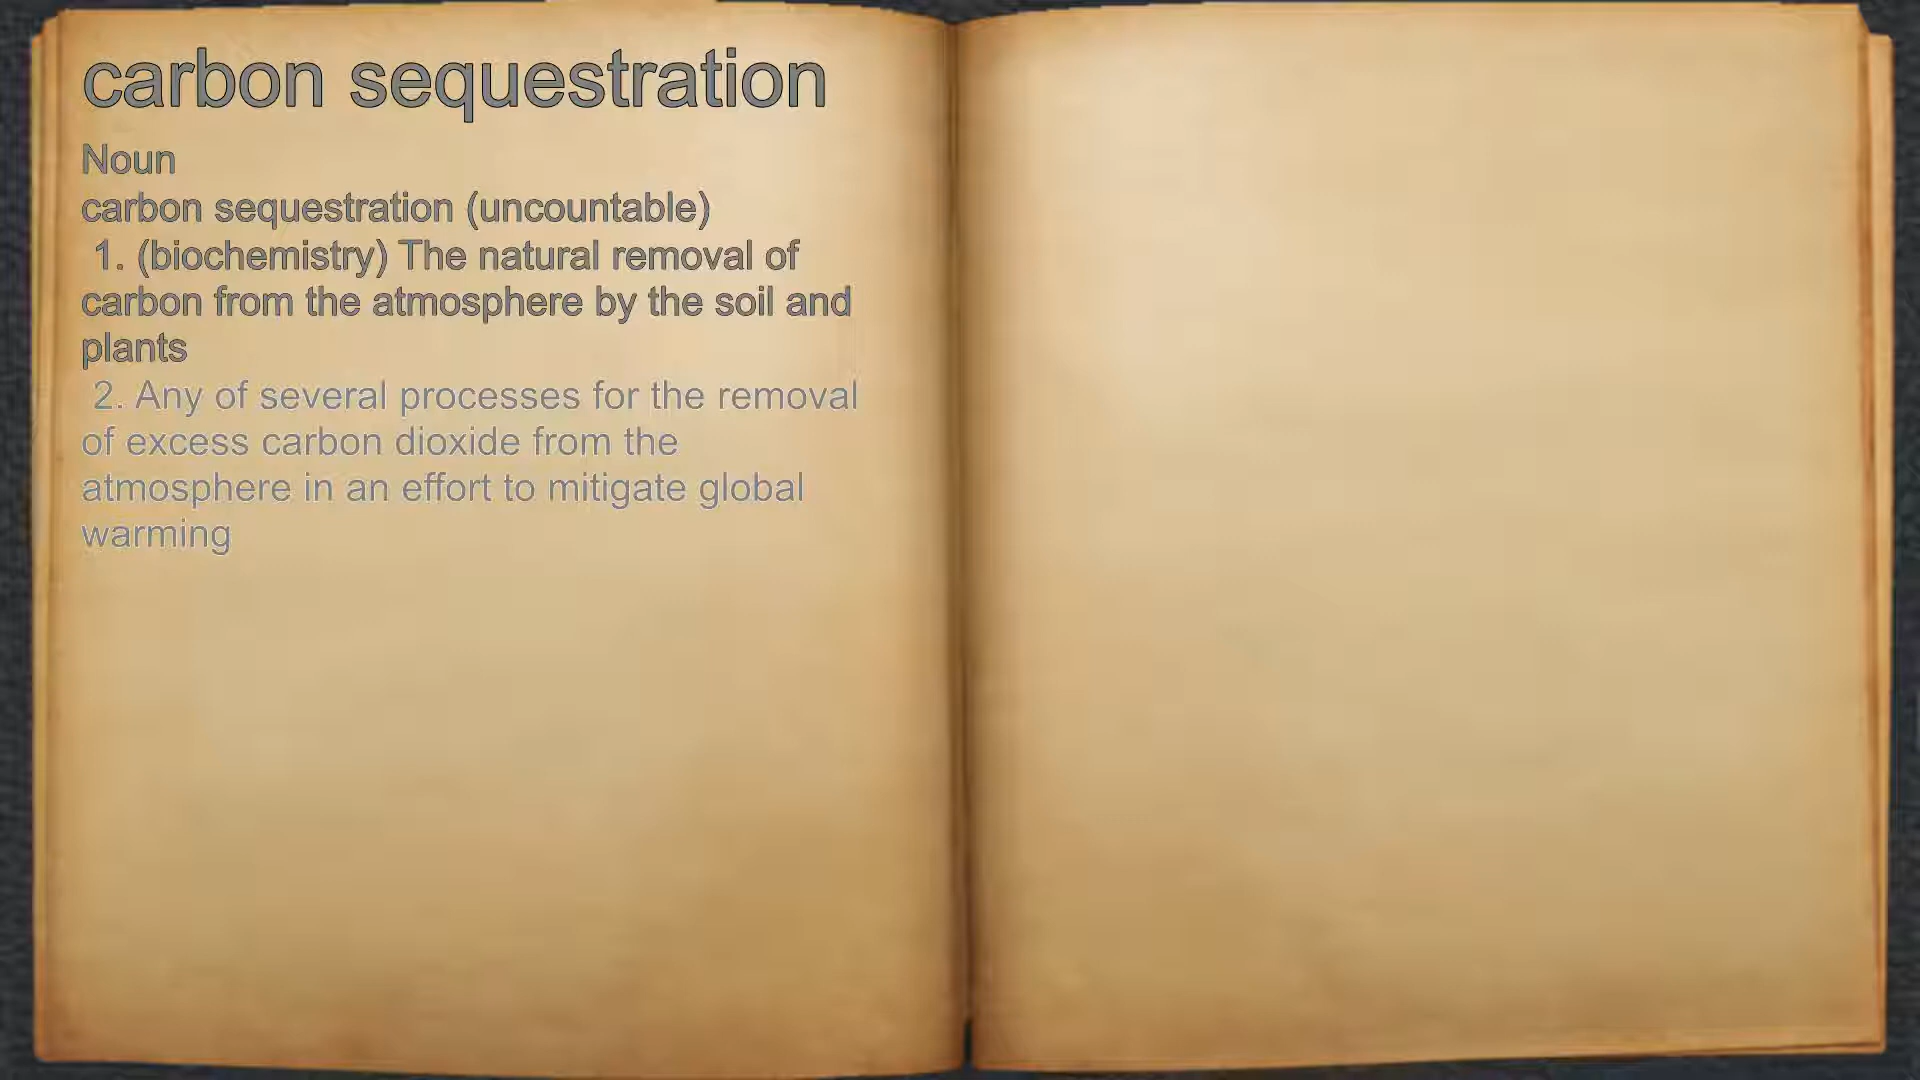 carbon sequestration
Noun
carbon sequestration (uncountable)
1. (biochemistry) The natural removal of
carbon from the atmosphere by the soil and
plants
2. Any of several processes for the removal
of excess carbon dioxide from the
atmosphere in an effort to mitigate global
warming